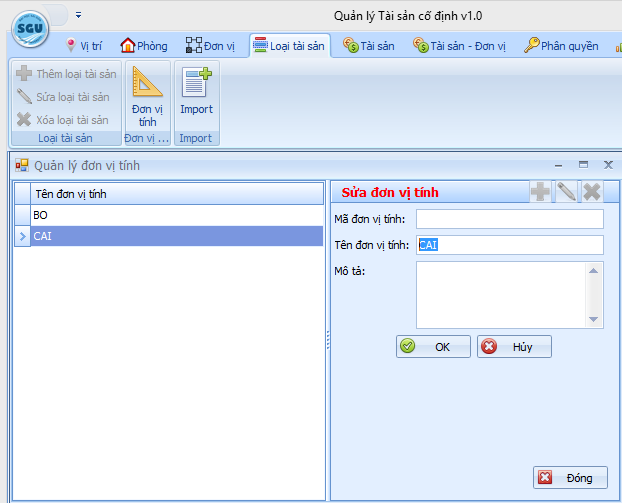 Quản lý Tài sản cố định v1.0
SGU
Vị trí Phòng Đơn vị Loại tài sản Tài sản Tài sản - Đơn vị Phân quyền
Thêm loại tài sản
Sửa loại tài sản
Xóa loại tài sản
Đơn vị
tính
Import
Loại tài sản Đơn vị ... Import
Quản lý đơn vị tính
Tên đơn vị tính
BO
CAI
Sửa đơn vị tính
Mã đơn vị tính:
Tên đơn vị tính: CAI
Mô tả:
OK Hủy
Đóng